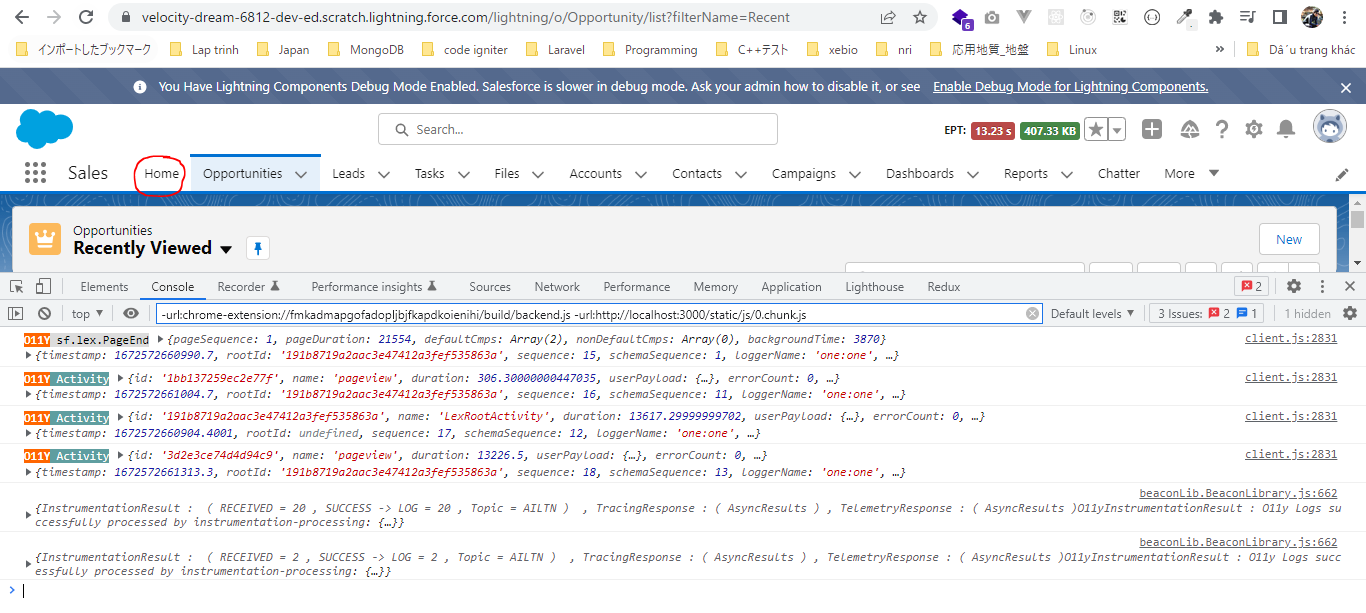 velocity-dream-6812-dev-ed.scratch.lightning.force.com/lightning/o/Opportunity/list?filterName=Recent
6
インポートしたブックマーク Lap trinh Japan MongoDB code igniter Laravel Programming C++テスト xebio nri 応用地質_地盤 Linux » Dấu trang khác
You Have Lightning Components Debug Mode Enabled. Salesforce is slower in debug mode. Ask your admin how to disable it, or see Enable Debug Mode for Lightning Components.
Search... EPT: 13.23 s 407.33 KB
Sales Home Opportunities Leads Tasks Files Accounts Contacts Campaigns Dashboards Reports Chatter More
Opportunities
Recently Viewed
New
Elements Console Recorder Performance insights Sources Network Performance Memory Application Lighthouse Redux 2
top -url:chrome-extension://fmkadmapgofadopljbjfkapdkoienihi/build/backend.js -url:http://localhost:3000/static/js/0.chunk.js Default levels 3 Issues: 2 1 1 hidden
O11Y sf.lex.PageEnd {pageSequence: 1, pageDuration: 21554, defaultCmps: Array(2), nonDefaultCmps: Array(0), backgroundTime: 3870} client.js:2831
{timestamp: 1672572660990.7, rootId: '191b8719a2aac3e47412a3fef535863a', sequence: 15, schemaSequence: 1, loggerName: 'one:one', …}
O11Y Activity {id: '1bb137259ec2e77f', name: 'pageview', duration: 306.30000000447035, userPayload: {…}, errorCount: 0, …} client.js:2831
{timestamp: 1672572661004.7, rootId: '191b8719a2aac3e47412a3fef535863a', sequence: 16, schemaSequence: 11, loggerName: 'one:one', …}
O11Y Activity {id: '191b8719a2aac3e47412a3fef535863a', name: 'LexRootActivity', duration: 13617.29999999702, userPayload: {…}, errorCount: 0, …} client.js:2831
{timestamp: 1672572660904.4001, rootId: undefined, sequence: 17, schemaSequence: 12, loggerName: 'one:one', …}
O11Y Activity {id: '3d2e3ce74d4d94c9', name: 'pageview', duration: 13226.5, userPayload: {…}, errorCount: 0, …} client.js:2831
{timestamp: 1672572661313.3, rootId: '191b8719a2aac3e47412a3fef535863a', sequence: 18, schemaSequence: 13, loggerName: 'one:one', …}
beaconLib.BeaconLibrary.js:662
{InstrumentationResult : ( RECEIVED = 20 , SUCCESS -> LOG = 20 , Topic = AILTN ) , TracingResponse : ( AsyncResults ) , TelemetryResponse : ( AsyncResults )O11yInstrumentationResult : O11y Logs su
ccessfully processed by instrumentation-processing: {…}}
beaconLib.BeaconLibrary.js:662
{InstrumentationResult : ( RECEIVED = 2 , SUCCESS -> LOG = 2 , Topic = AILTN ) , TracingResponse : ( AsyncResults ) , TelemetryResponse : ( AsyncResults )O11yInstrumentationResult : O11y Logs succ
essfully processed by instrumentation-processing: {…}}